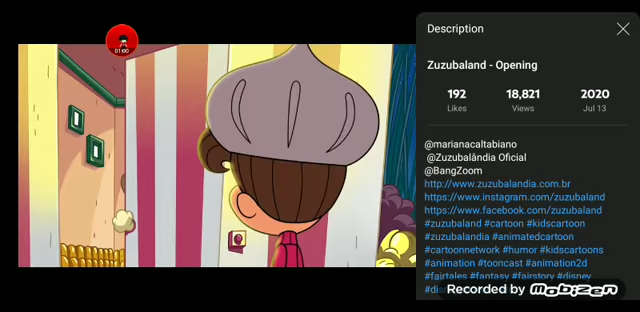 01:00
Description
Zuzubaland - Opening
192 18,821 2020
Likes Views Jul 13
@marianacaltabiano
@Zuzubalândia Oficial
@BangZoom
http://www.zuzubalandia.com.br
https://www.instagram.com/zuzubaland
https://www.facebook.com/zuzubaland
#zuzubaland #cartoon #kidscartoon
#zuzubalandia #animatedcartoon
#cartoonnetwork #humor #kidscartoons
#animation #tooncast #animation2d
#fairtales #fantasy #fairstory #disney
Recorded by mobizen